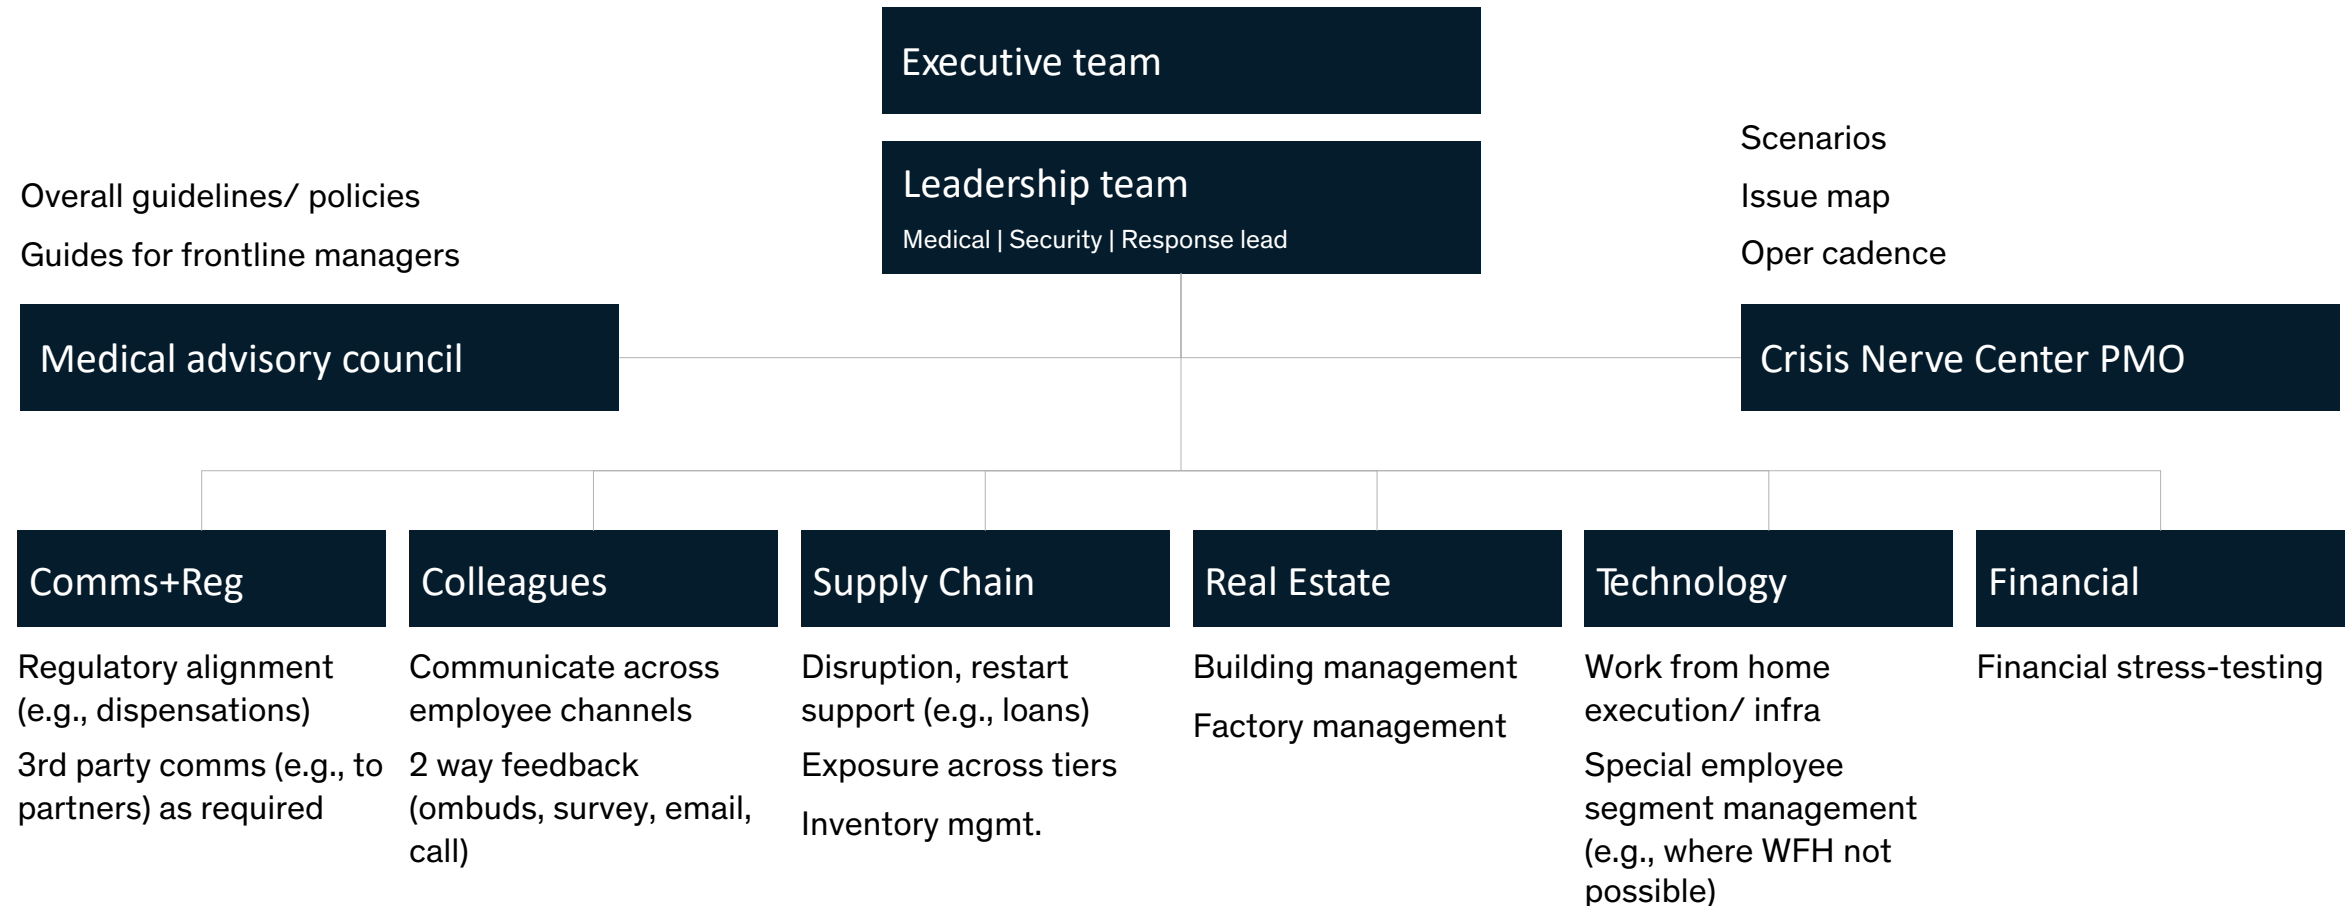 Executive team
Leadership team
Medical | Security | Response lead
Overall guidelines/ policies
Guides for frontline managers
Medical advisory council
Scenarios
Issue map
Oper cadence
Crisis Nerve Center PMO
Comms+Reg
Regulatory alignment
(e.g., dispensations)
3rd party comms (e.g., to
partners) as required
Colleagues
Communicate across
employee channels
2 way feedback
(ombuds, survey, email,
call)
Supply Chain
Disruption, restart
support (e.g., loans)
Exposure across tiers
Inventory mgmt.
Real Estate
Building management
Factory management
Technology
Work from home
execution/ infra
Special employee
segment management
(e.g., where WFH not
possible)
Financial
Financial stress-testing